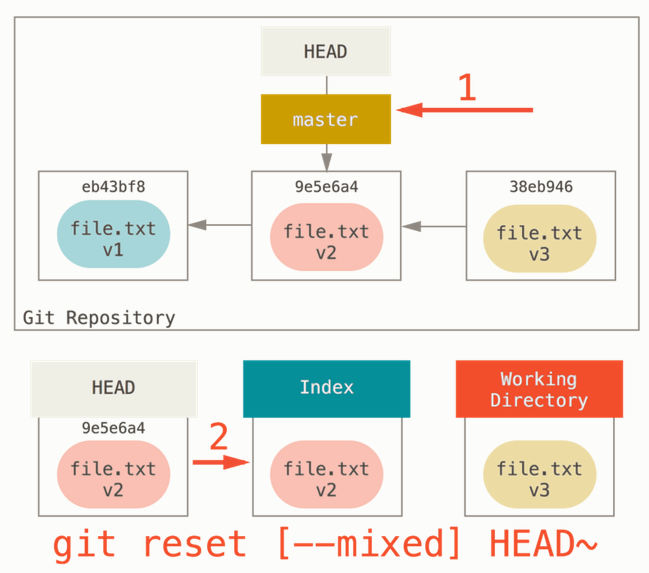 HEAD
1
master
eb43bf8
9e5e6a4
38eb946
file.txt
v1
file.txt
v2
file.txt
v3
Git Repository
HEAD
Index
Working
Directory
9e5e6a4
2
file.txt
v2
file.txt
v2
file.txt
v3
git reset [--mixed] HEAD~